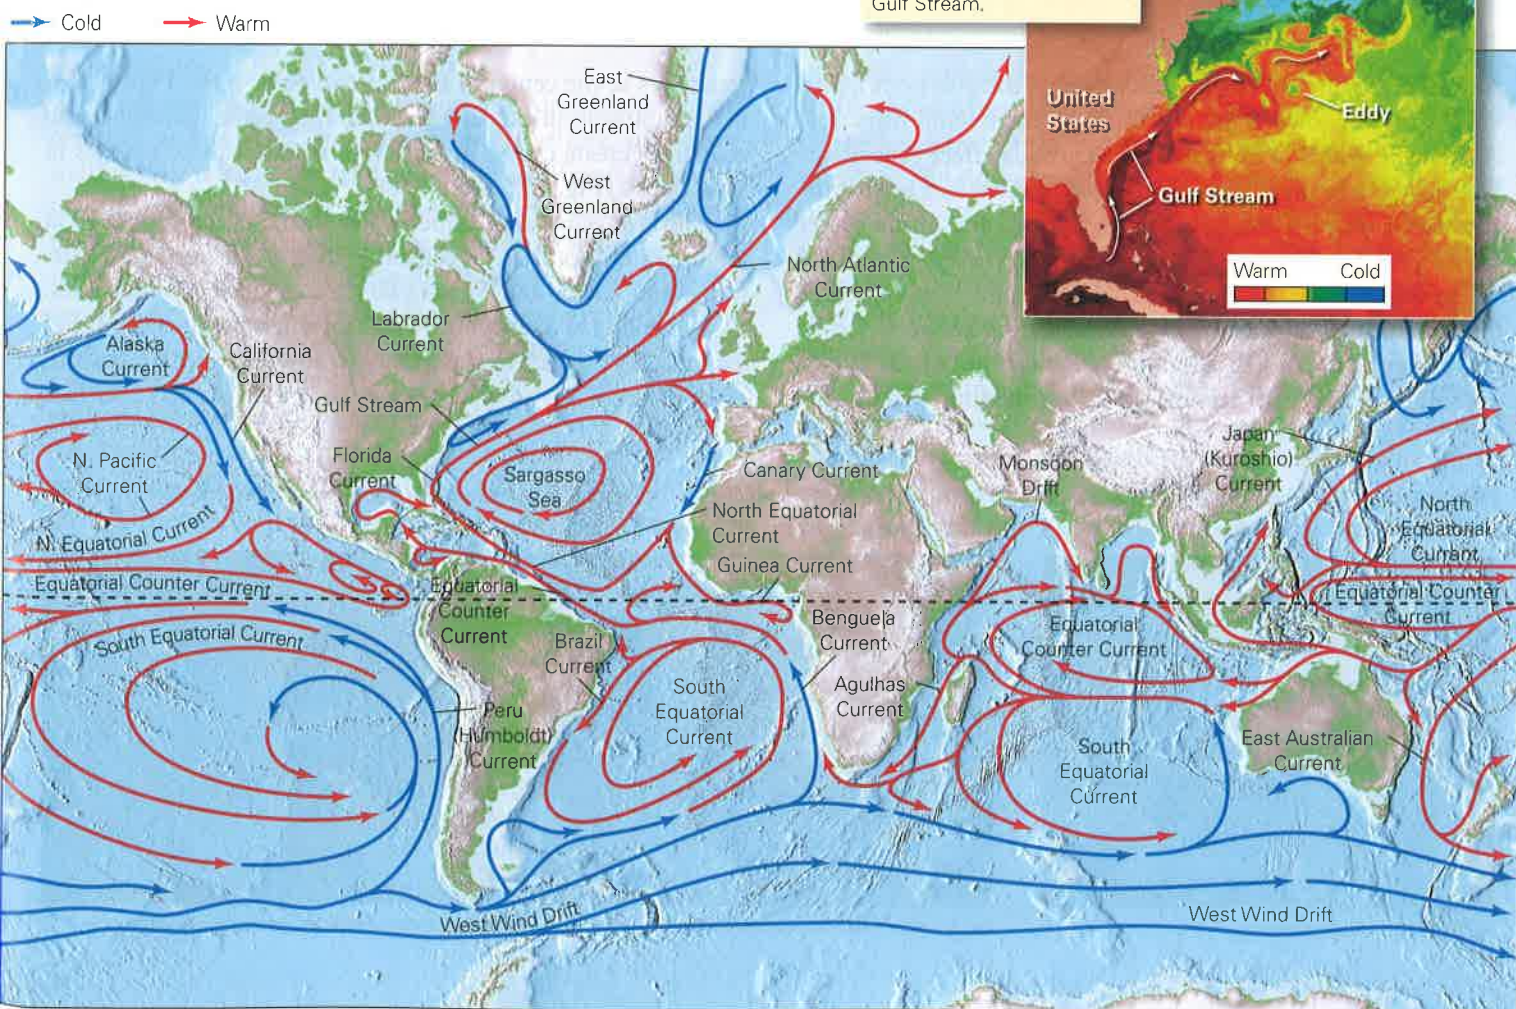 Cold
Warm
Gulf Stream.
United
States
Eddy
Gulf Stream
Warm
Cold
East
Greenland
Current
West
Greenland
Current
North Atlantic
Current
Labrador
Current
Alaska
Current
California
Current
Gulf Stream
Florida
Current
Sargasso
Sea
Canary Current
Monsoon
Drift
Japan
(Kuroshio)
Current
N. Pacific
Current
North Equatorial
Current
North
Equatorial
Currant
N. Equatorial Current
Guinea Current
Equatorial Counter Current
Equatorial
Counter
Current
Equatorial Counter
Current
South Equatorial Current
Brazil
Current
Benguela
Current
Equatorial
Counter Current
South
Equatorial
Current
Agulhas
Current
Peru
(Humboldt)
Current
South
Equatorial
Current
East Australian
Current
West Wind Drift
West Wind Drift